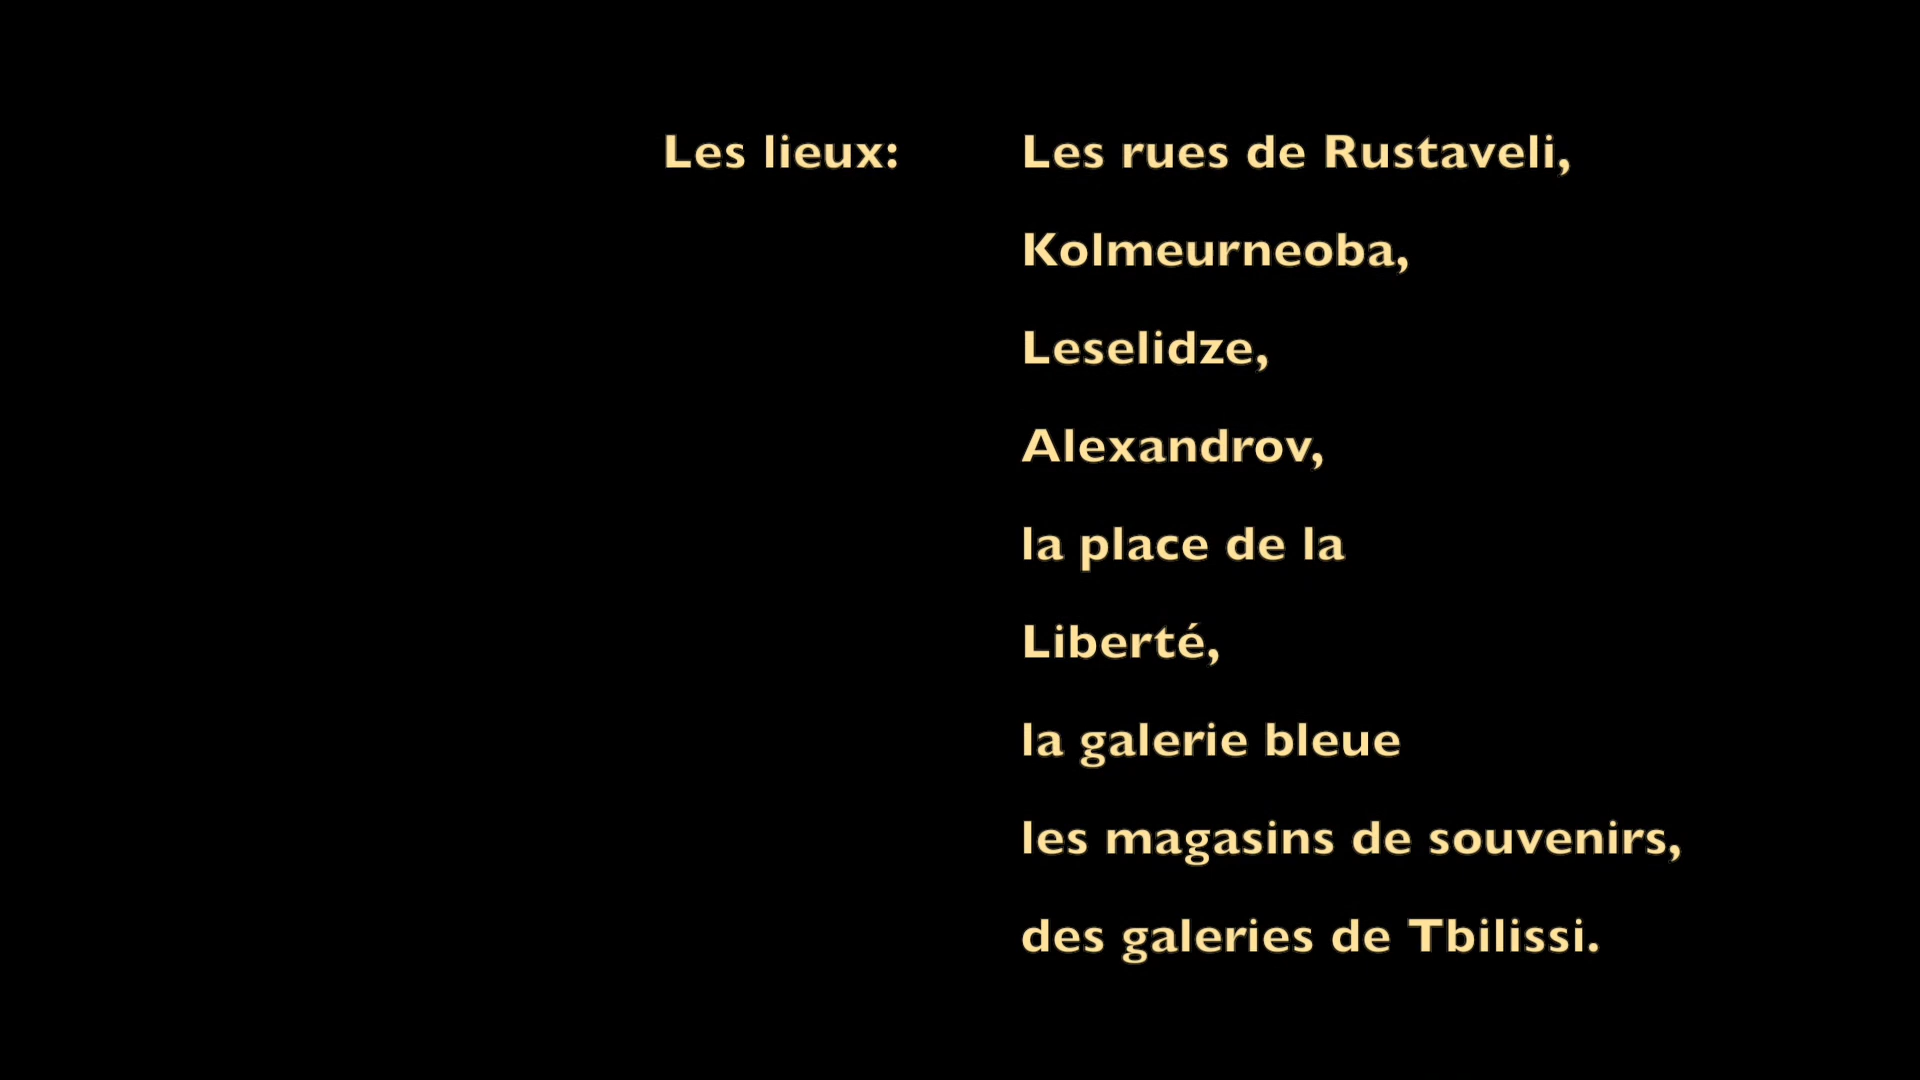 Les lieux: Les rues de Rustaveli,
Kolmeurneoba,
Leselidze,
Alexandrov,
la place de la
Liberté,
la galerie bleue
les magasins de souvenirs,
des galeries de Tbilissi.